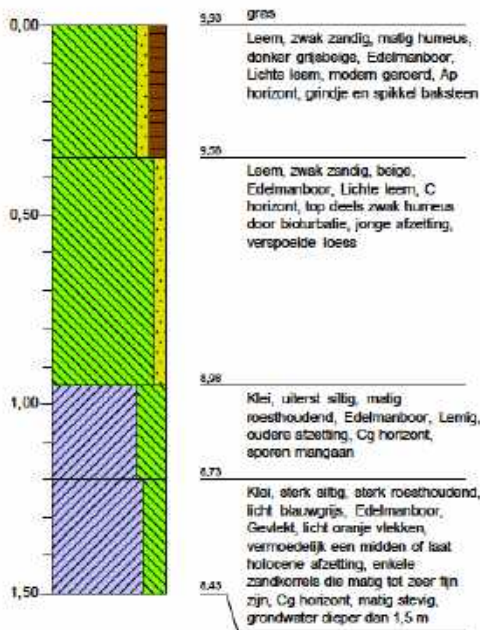 0,00
9,93
gras
Leem, zwak zandig, matig humeus,
donker grijsbeige, Edelmanboor,
Lichte leem, modern geroerd, Ap
horizont, grindje en spikkel baksteen
9,58
Leem, zwak zandig, beige,
Edelmanboor, Lichte leem, C
horizont, top deels zwak humeus
door bioturbatie, jonge afzetting,
verspoelde loess
0,50
8,98
1,00
Klei, uiterst siltig, matig
roesthoudend, Edelmanboor, Lemig,
oudere afzetting, Cg horizont,
sporen mangaan
8,73
Klei, sterk siltig, sterk roesthoudend,
licht blauwgrijs, Edelmanboor,
Gevlekt, licht oranje vlekken,
vermoedelijk een midden of laat
holocene afzetting, enkele
zandkorrels die matig tot zeer fijn
zijn, Cg horizont, matig stevig,
grondwater dieper dan 1,5 m
1,50
8,43